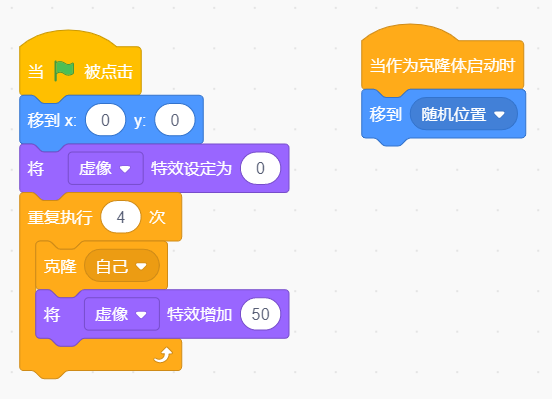 当 被点击
移到 x: 0 y: 0
将 虚像 特效设定为 0
重复执行 4 次
克隆 自己
将 虚像 特效增加 50
当作为克隆体启动时
移到 随机位置